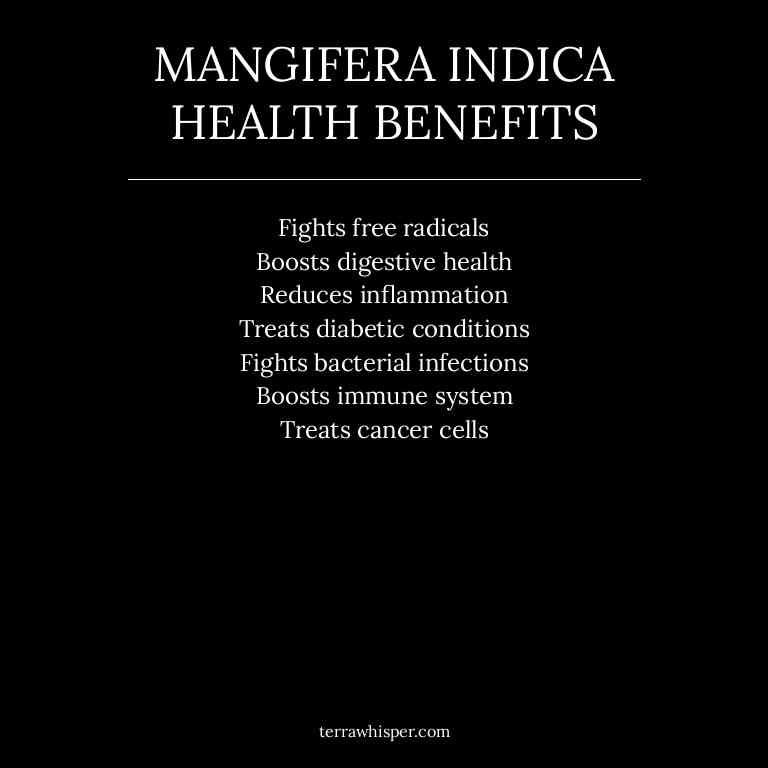 MANGIFERA INDICA
HEALTH BENEFITS
Fights free radicals
Boosts digestive health
Reduces inflammation
Treats diabetic conditions
Fights bacterial infections
Boosts immune system
Treats cancer cells
terrawhisper.com